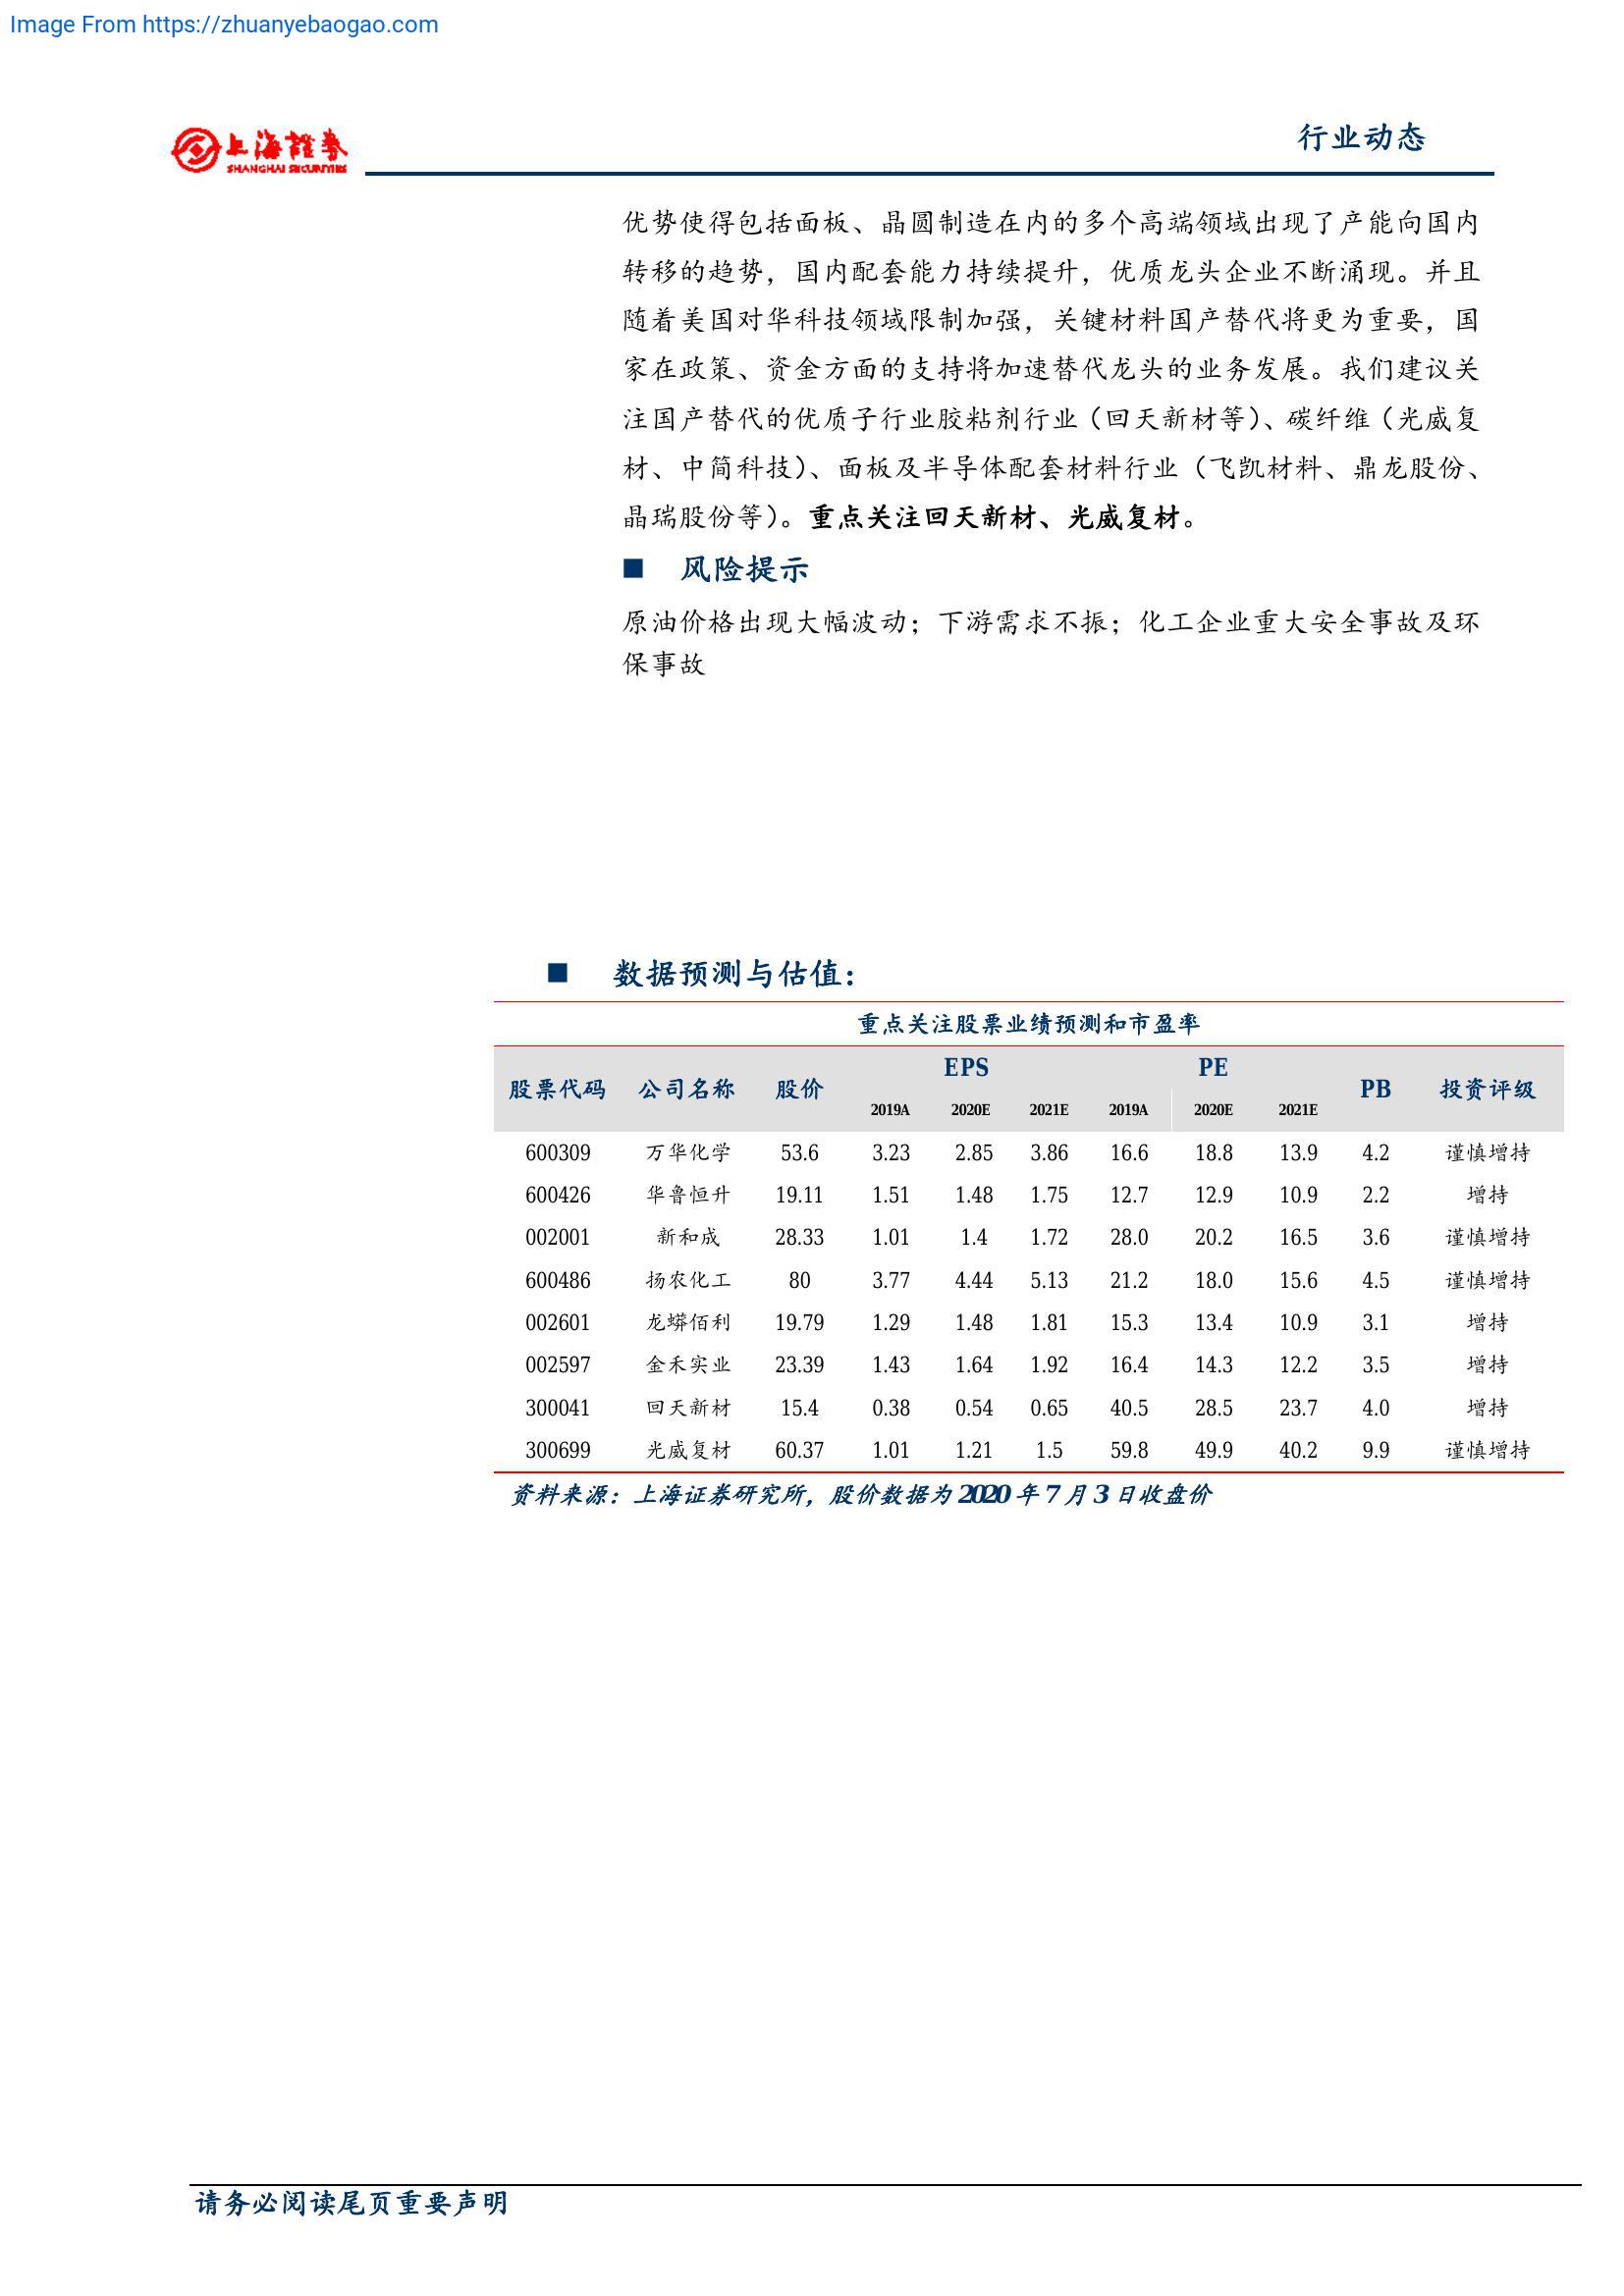 Image From https://zhuanyebaogao.com
上海證券
SHANGHAI SECURITIES
行业动态
优势使得包括面板、晶圆制造在内的多个高端领域出现了产能向国内
转移的趋势，国内配套能力持续提升，优质龙头企业不断涌现。并且
随着美国对华科技领域限制加强，关键材料国产替代将更为重要，国
家在政策、资金方面的支持将加速替代龙头的业务发展。我们建议关
注国产替代的优质子行业胶粘剂行业（回天新材等）、碳纤维（光威复
材、中简科技）、面板及半导体配套材料行业（飞凯材料、鼎龙股份、
晶瑞股份等）。重点关注回天新材、光威复材。
■ 风险提示
原油价格出现大幅波动；下游需求不振；化工企业重大安全事故及环
保事故
■ 数据预测与估值：
重点关注股票业绩预测和市盈率
股票代码 公司名称 股价 EPS PE PB 投资评级
2019A 2020E 2021E 2019A 2020E 2021E
600309 万华化学 53.6 3.23 2.85 3.86 16.6 18.8 13.9 4.2 谨慎增持
600426 华鲁恒升 19.11 1.51 1.48 1.75 12.7 12.9 10.9 2.2 增持
002001 新和成 28.33 1.01 1.4 1.72 28.0 20.2 16.5 3.6 谨慎增持
600486 扬农化工 80 3.77 4.44 5.13 21.2 18.0 15.6 4.5 谨慎增持
002601 龙蟒佰利 19.79 1.29 1.48 1.81 15.3 13.4 10.9 3.1 增持
002597 金禾实业 23.39 1.43 1.64 1.92 16.4 14.3 12.2 3.5 增持
300041 回天新材 15.4 0.38 0.54 0.65 40.5 28.5 23.7 4.0 增持
300699 光威复材 60.37 1.01 1.21 1.5 59.8 49.9 40.2 9.9 谨慎增持
资料来源：上海证券研究所，股价数据为 2020 年 7 月 3 日收盘价
请务必阅读尾页重要声明